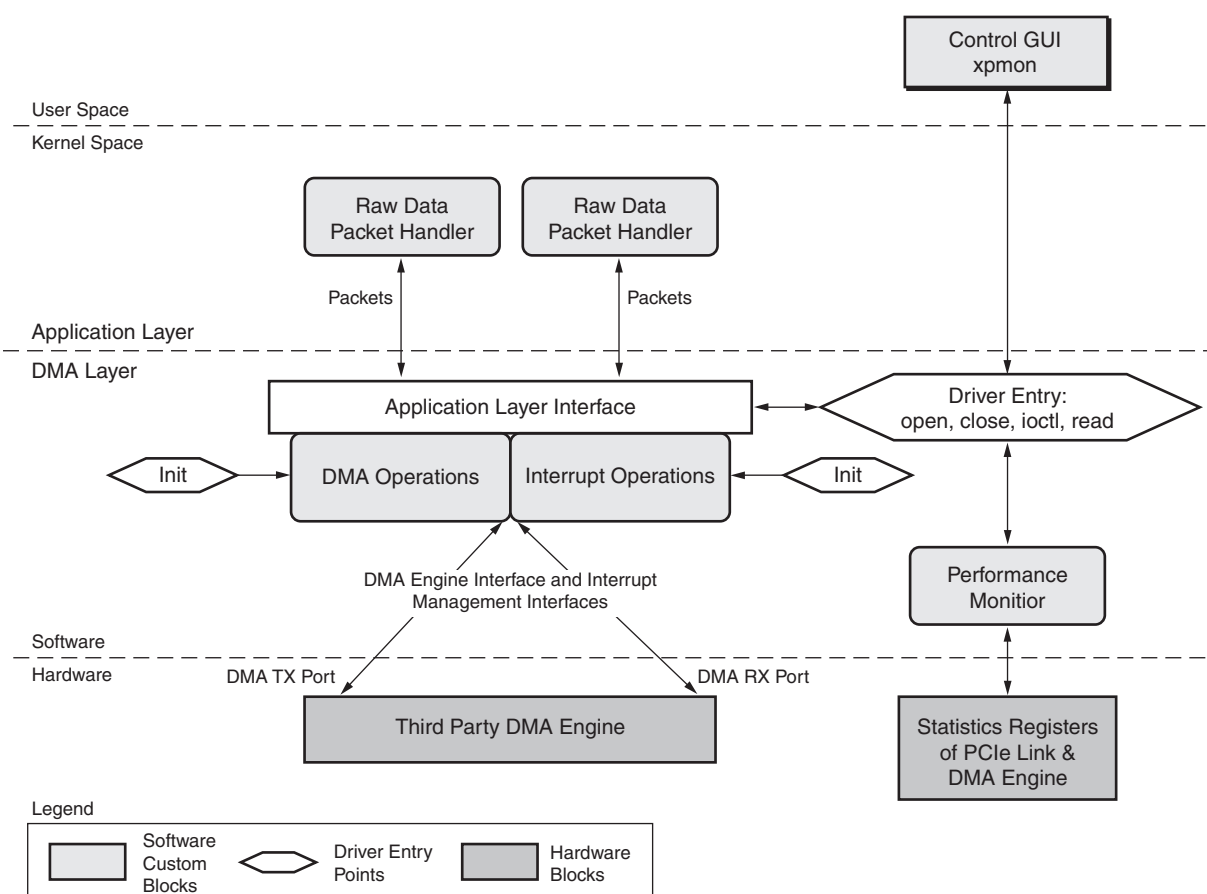 Control GUI
xpmon
User Space
Kernel Space
Raw Data
Packet Handler
Raw Data
Packet Handler
Packets
Packets
Application Layer
DMA Layer
Application Layer Interface
Driver Entry:
open, close, ioctl, read
Init
DMA Operations
Interrupt Operations
Init
DMA Engine Interface and Interrupt
Management Interfaces
Performance
Monitior
Software
Hardware
DMA TX Port
DMA RX Port
Third Party DMA Engine
Statistics Registers
of PCIe Link &
DMA Engine
Legend
Software
Custom
Blocks
Driver Entry
Points
Hardware
Blocks